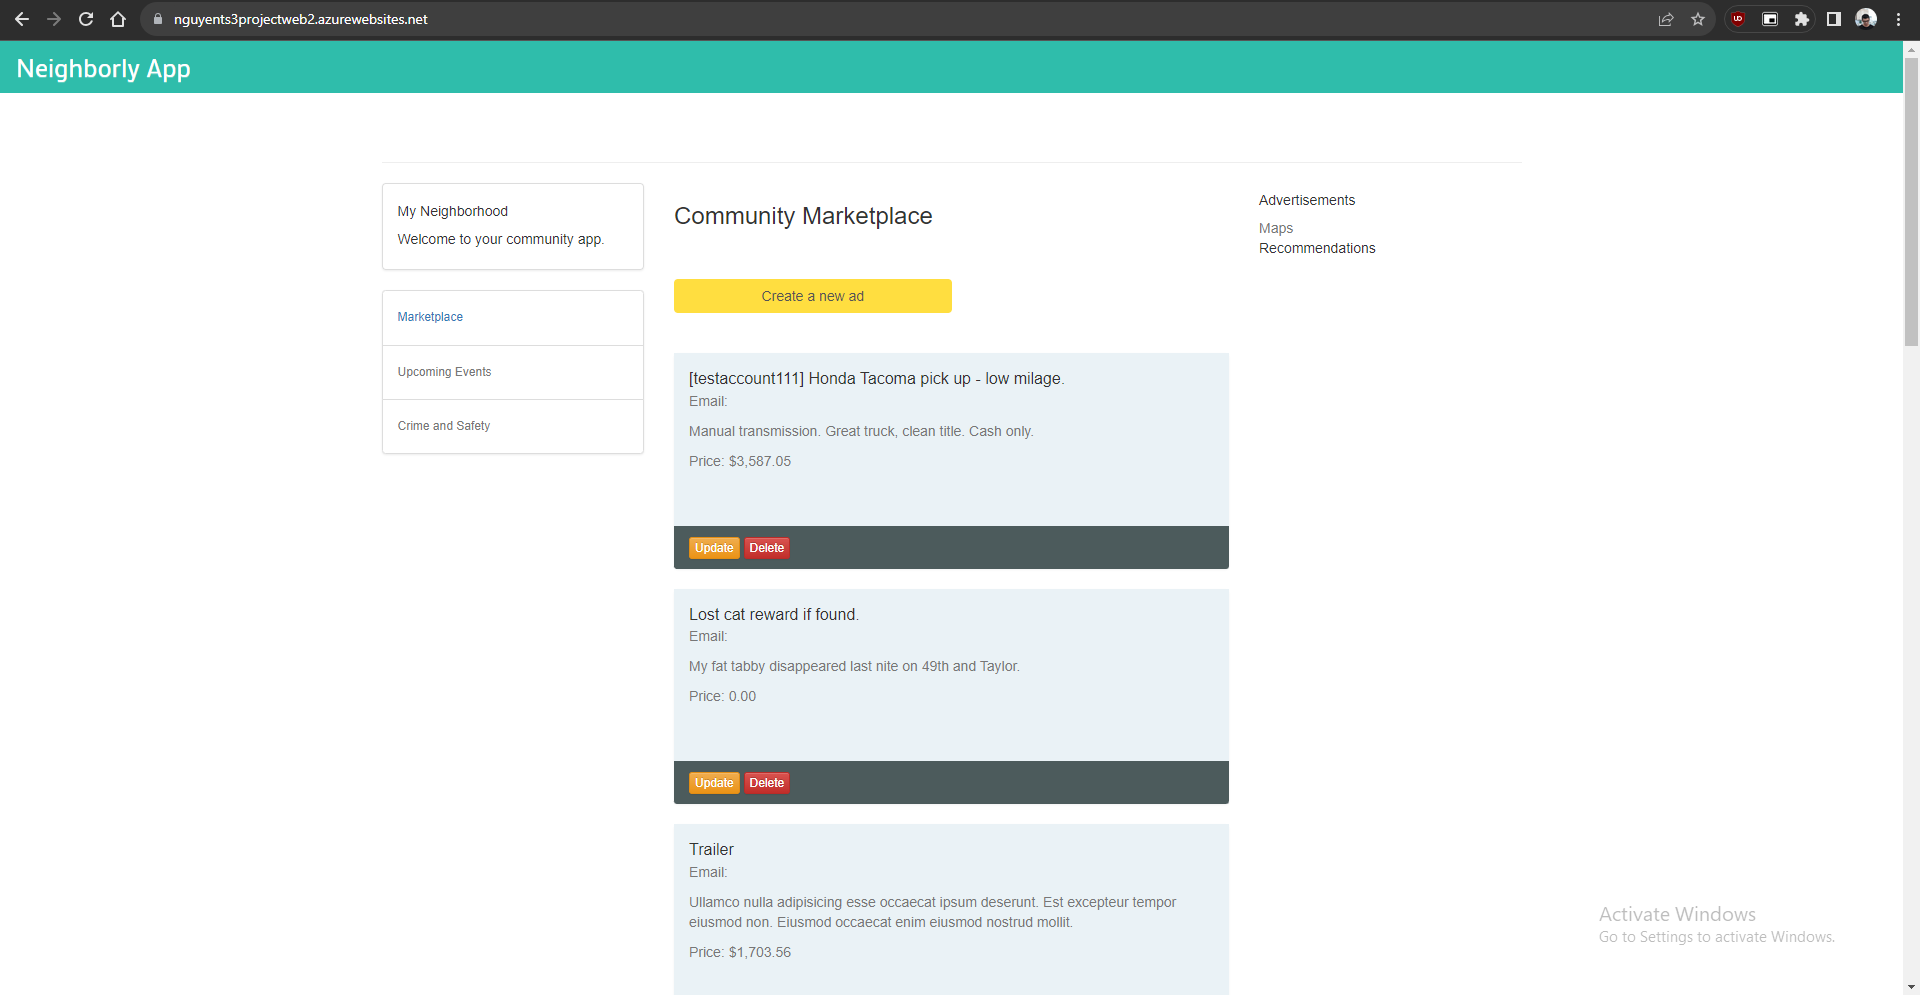 nguyents3projectweb2.azurewebsites.net
Neighborly App
My Neighborhood
Welcome to your community app.
Marketplace
Upcoming Events
Crime and Safety
Community Marketplace
Create a new ad
[testaccount111] Honda Tacoma pick up - low milage.
Email:
Manual transmission. Great truck, clean title. Cash only.
Price: $3,587.05
Update Delete
Lost cat reward if found.
Email:
My fat tabby disappeared last nite on 49th and Taylor.
Price: 0.00
Update Delete
Trailer
Email:
Ullamco nulla adipisicing esse occaecat ipsum deserunt. Est excepteur tempor
eiusmod non. Eiusmod occaecat enim eiusmod nostrud mollit.
Price: $1,703.56
Advertisements
Maps
Recommendations
Activate Windows
Go to Settings to activate Windows.